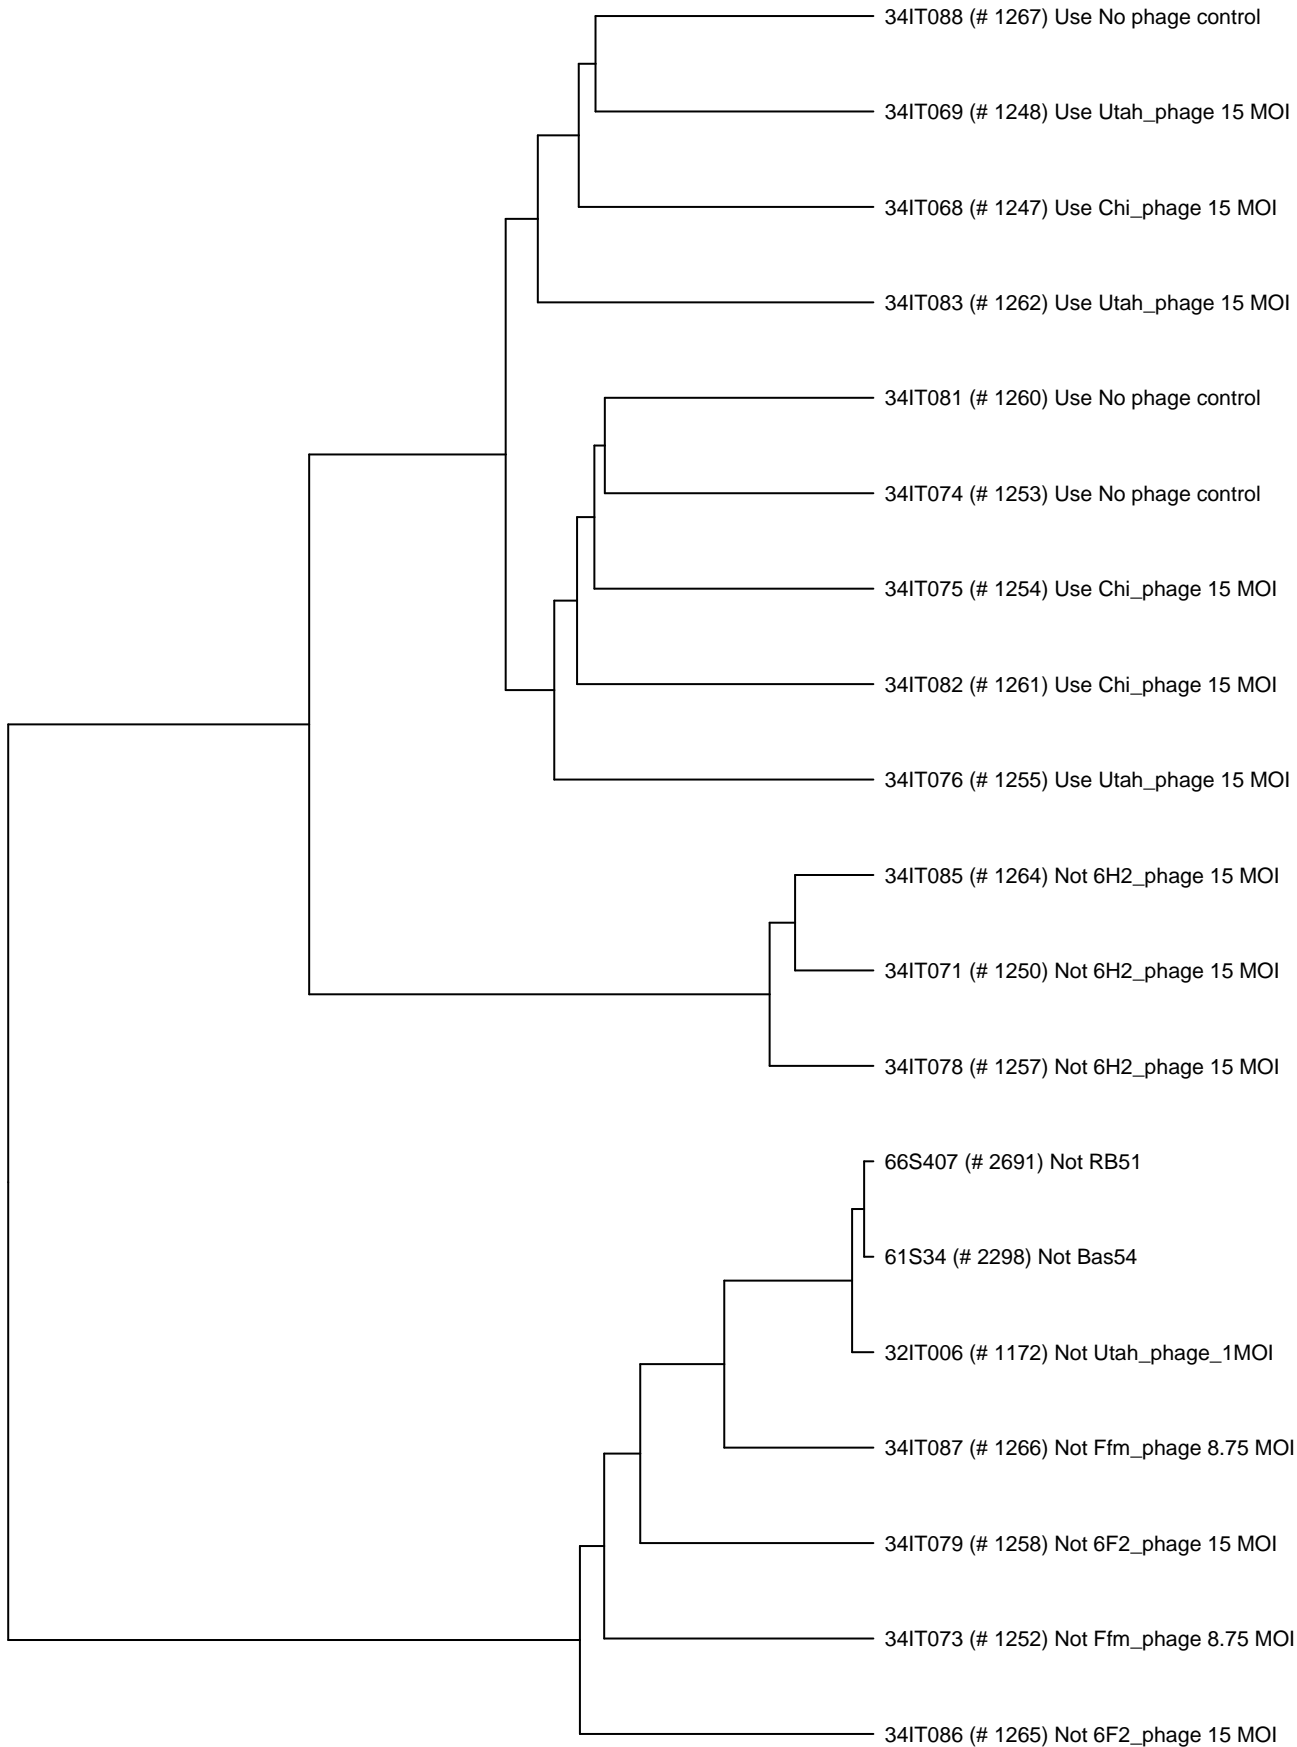 34IT088 (# 1267) Use No phage control
34IT069 (# 1248) Use Utah_phage 15 MOI
34IT068 (# 1247) Use Chi_phage 15 MOI
34IT083 (# 1262) Use Utah_phage 15 MOI
34IT081 (# 1260) Use No phage control
34IT074 (# 1253) Use No phage control
34IT075 (# 1254) Use Chi_phage 15 MOI
34IT082 (# 1261) Use Chi_phage 15 MOI
34IT076 (# 1255) Use Utah_phage 15 MOI
34IT085 (# 1264) Not 6H2_phage 15 MOI
34IT071 (# 1250) Not 6H2_phage 15 MOI
34IT078 (# 1257) Not 6H2_phage 15 MOI
66S407 (# 2691) Not RB51
61S34 (# 2298) Not Bas54
32IT006 (# 1172) Not Utah_phage_1MOI
34IT087 (# 1266) Not Ffm_phage 8.75 MOI
34IT079 (# 1258) Not 6F2_phage 15 MOI
34IT073 (# 1252) Not Ffm_phage 8.75 MOI
34IT086 (# 1265) Not 6F2_phage 15 MOI